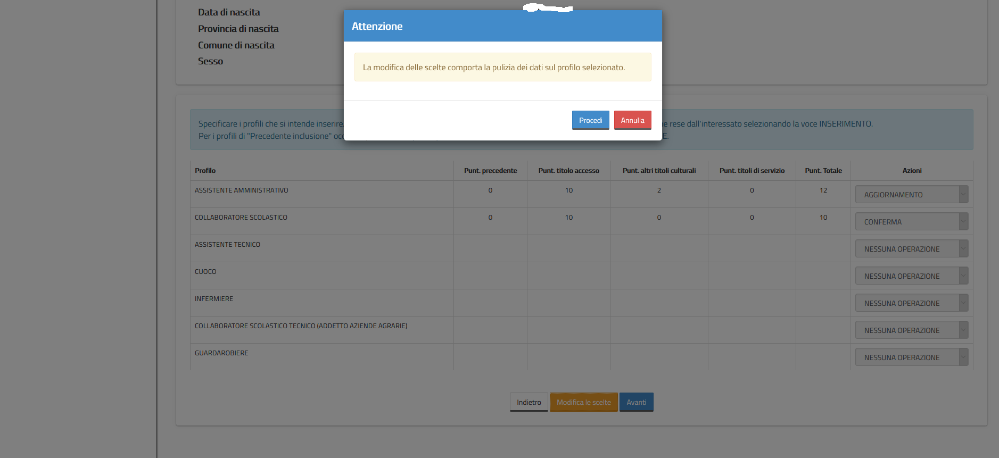 Data di nascita
Provincia di nascita
Comune di nascita
Sesso
Attenzione
La modifica delle scelte comporta la pulizia dei dati sul profilo selezionato.
Procedi Annulla
Specificare i profili che si intende inserire rese dall'interessato selezionando la voce INSERIMENTO.
Per i profili di "Precedente inclusione"
Profilo Punt. precedente Punt. titolo accesso Punt. altri titoli culturali Punt. titoli di servizio Punt. Totale Azioni
ASSISTENTE AMMINISTRATIVO 0 10 2 0 12 AGGIORNAMENTO
COLLABORATORE SCOLASTICO 0 10 0 0 10 CONFERMA
ASSISTENTE TECNICO NESSUNA OPERAZIONE
CUOCO NESSUNA OPERAZIONE
INFERMIERE NESSUNA OPERAZIONE
COLLABORATORE SCOLASTICO TECNICO (ADDETTO AZIENDE AGRARIE) NESSUNA OPERAZIONE
GUARDAROBIERE NESSUNA OPERAZIONE
Indietro Modifica le scelte Avanti